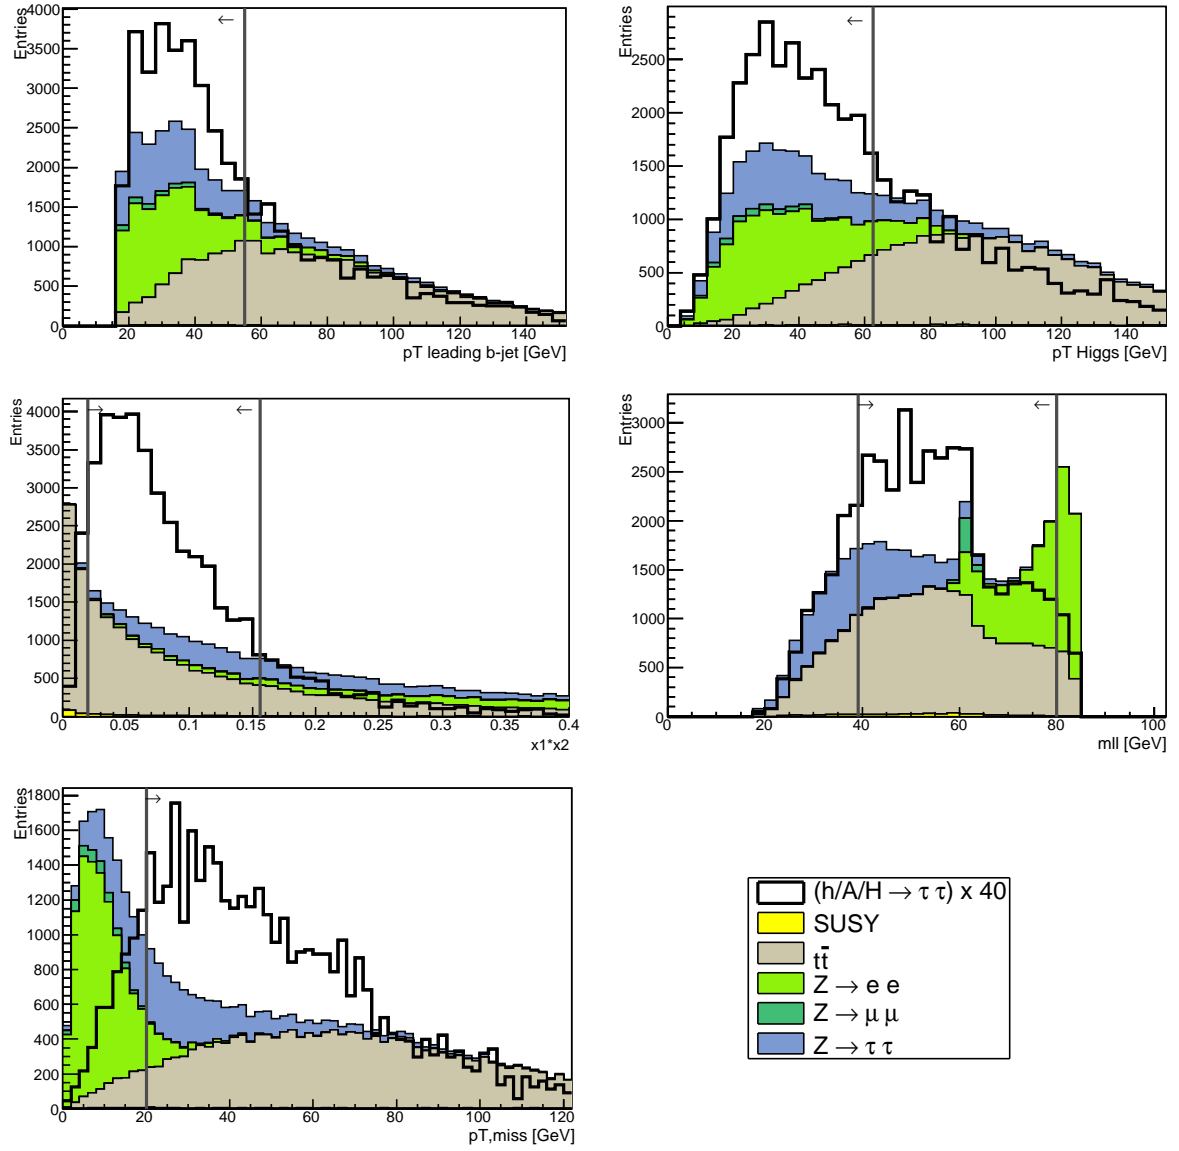 Entries
4000
3500
3000
2500
2000
1500
1000
500
0
0 20 40 60 80 100 120 140
pT leading b-jet [GeV]
←
Entries
2500
2000
1500
1000
500
0
0 20 40 60 80 100 120 140
pT Higgs [GeV]
←
Entries
4000
3500
3000
2500
2000
1500
1000
500
0
0 0.05 0.1 0.15 0.2 0.25 0.3 0.35 0.4
x1*x2
→ ←
Entries
3000
2500
2000
1500
1000
500
0
0 20 40 60 80 100
mll [GeV]
→ ←
Entries
1800
1600
1400
1200
1000
800
600
400
200
0
0 20 40 60 80 100 120
pT,miss [GeV]
→
(h/A/H → τ τ) x 40
SUSY
tt̄
Z → e e
Z → μ μ
Z → τ τ